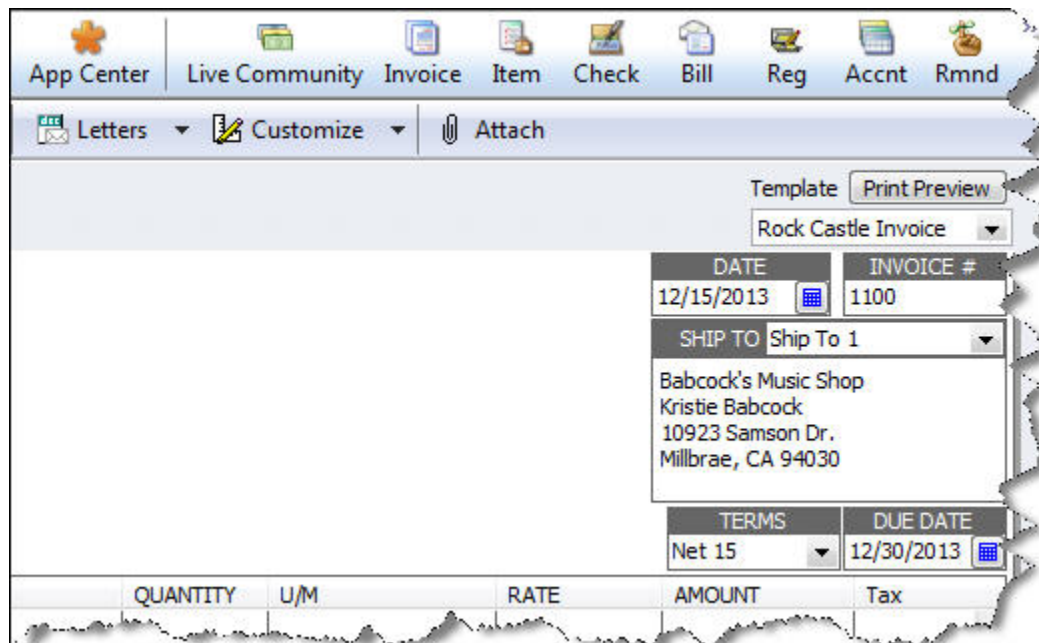 App Center Live Community Invoice Item Check Bill Reg Accnt Rmnd
Letters Customize Attach
Template Print Preview
Rock Castle Invoice
DATE INVOICE #
12/15/2013 1100
SHIP TO Ship To 1
Babcock's Music Shop
Kristie Babcock
10923 Samson Dr.
Millbrae, CA 94030
TERMS DUE DATE
Net 15 12/30/2013
QUANTITY U/M RATE AMOUNT Tax